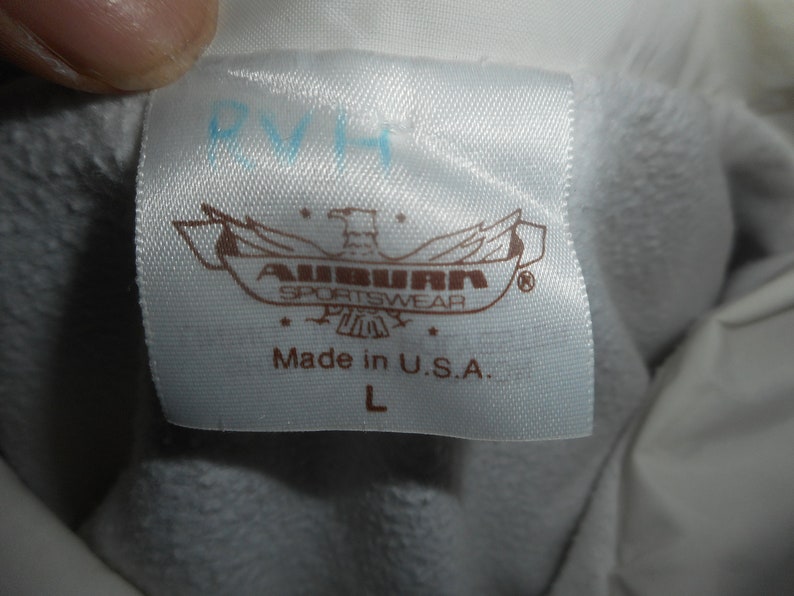 RVH
AUBURN
SPORTSWEAR
®
Made in U.S.A.
L